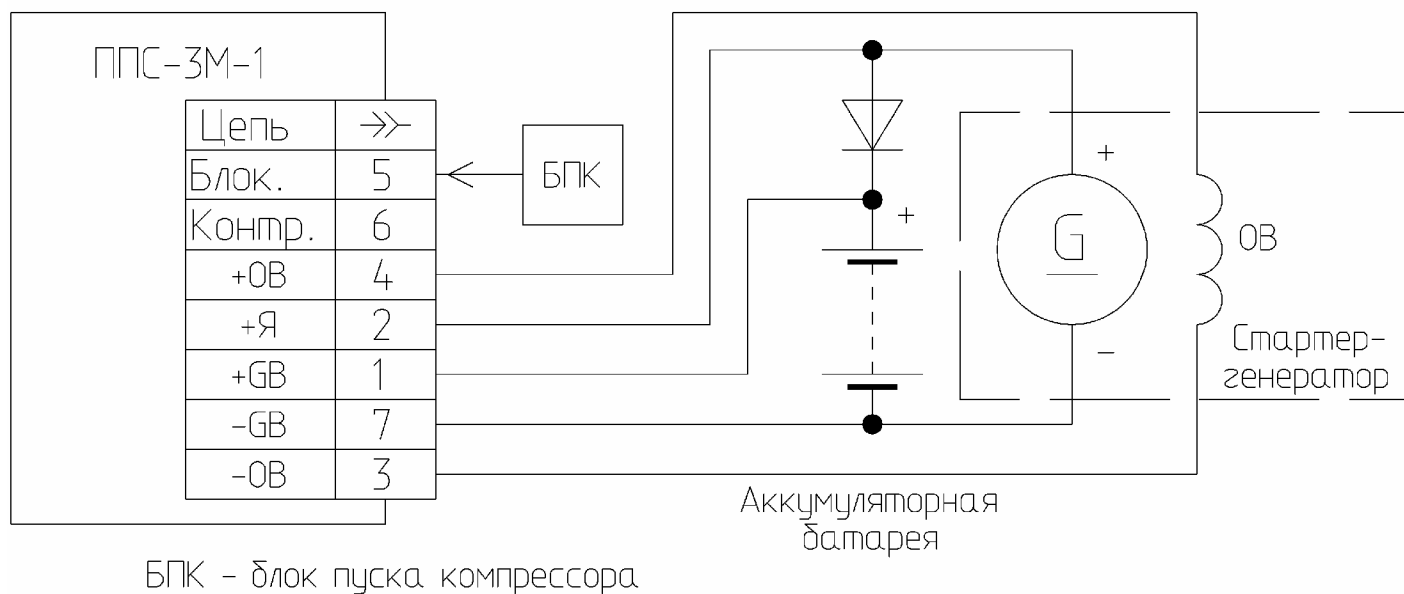 ППС-3М-1
Цепь
Блок. 5
Контр. 6
+ОВ 4
+Я 2
+GB 1
-GB 7
-ОВ 3
БПК
+
+
G
-
ОВ
Стартер-
генератор
Аккумуляторная
батарея
БПК - блок пуска компрессора